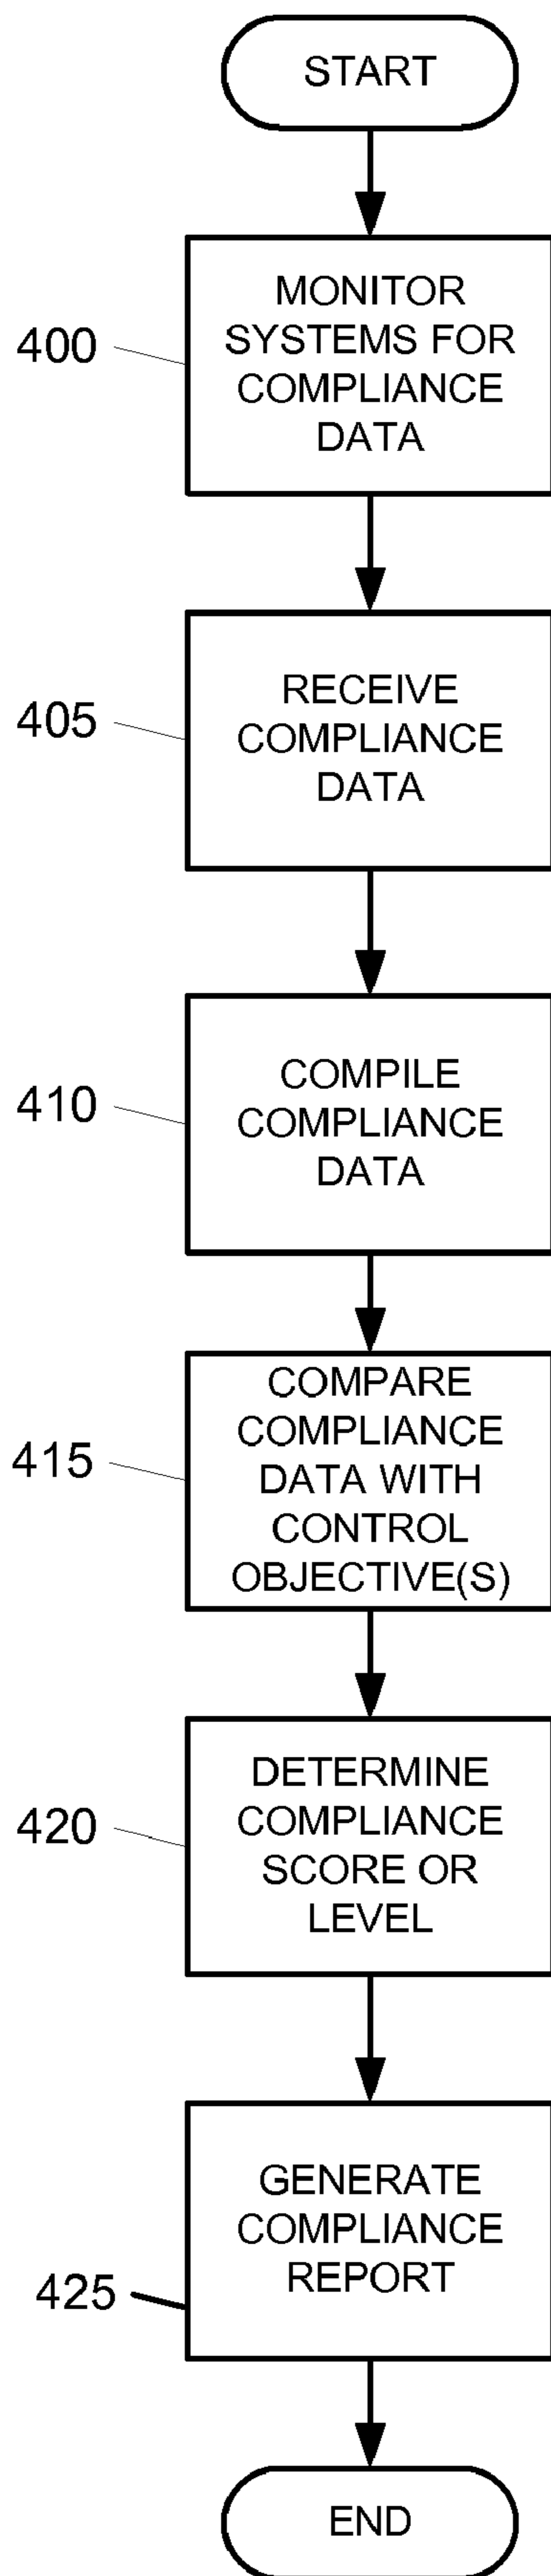 START
400
MONITOR
SYSTEMS FOR
COMPLIANCE
DATA
405
RECEIVE
COMPLIANCE
DATA
410
COMPILE
COMPLIANCE
DATA
415
COMPARE
COMPLIANCE
DATA WITH
CONTROL
OBJECTIVE(S)
420
DETERMINE
COMPLIANCE
SCORE OR
LEVEL
425
GENERATE
COMPLIANCE
REPORT
END